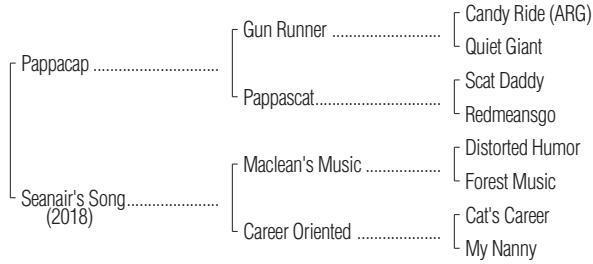 Candy Ride (ARG)
Gun Runner ........................
Quiet Giant
Pappacap ............................
Scat Daddy
Pappascat............................
Redmeansgo
Distorted Humor
Maclean's Music .................
Forest Music
Seanair's Song.....................
(2018)
Cat's Career
Career Oriented ..................
My Nanny